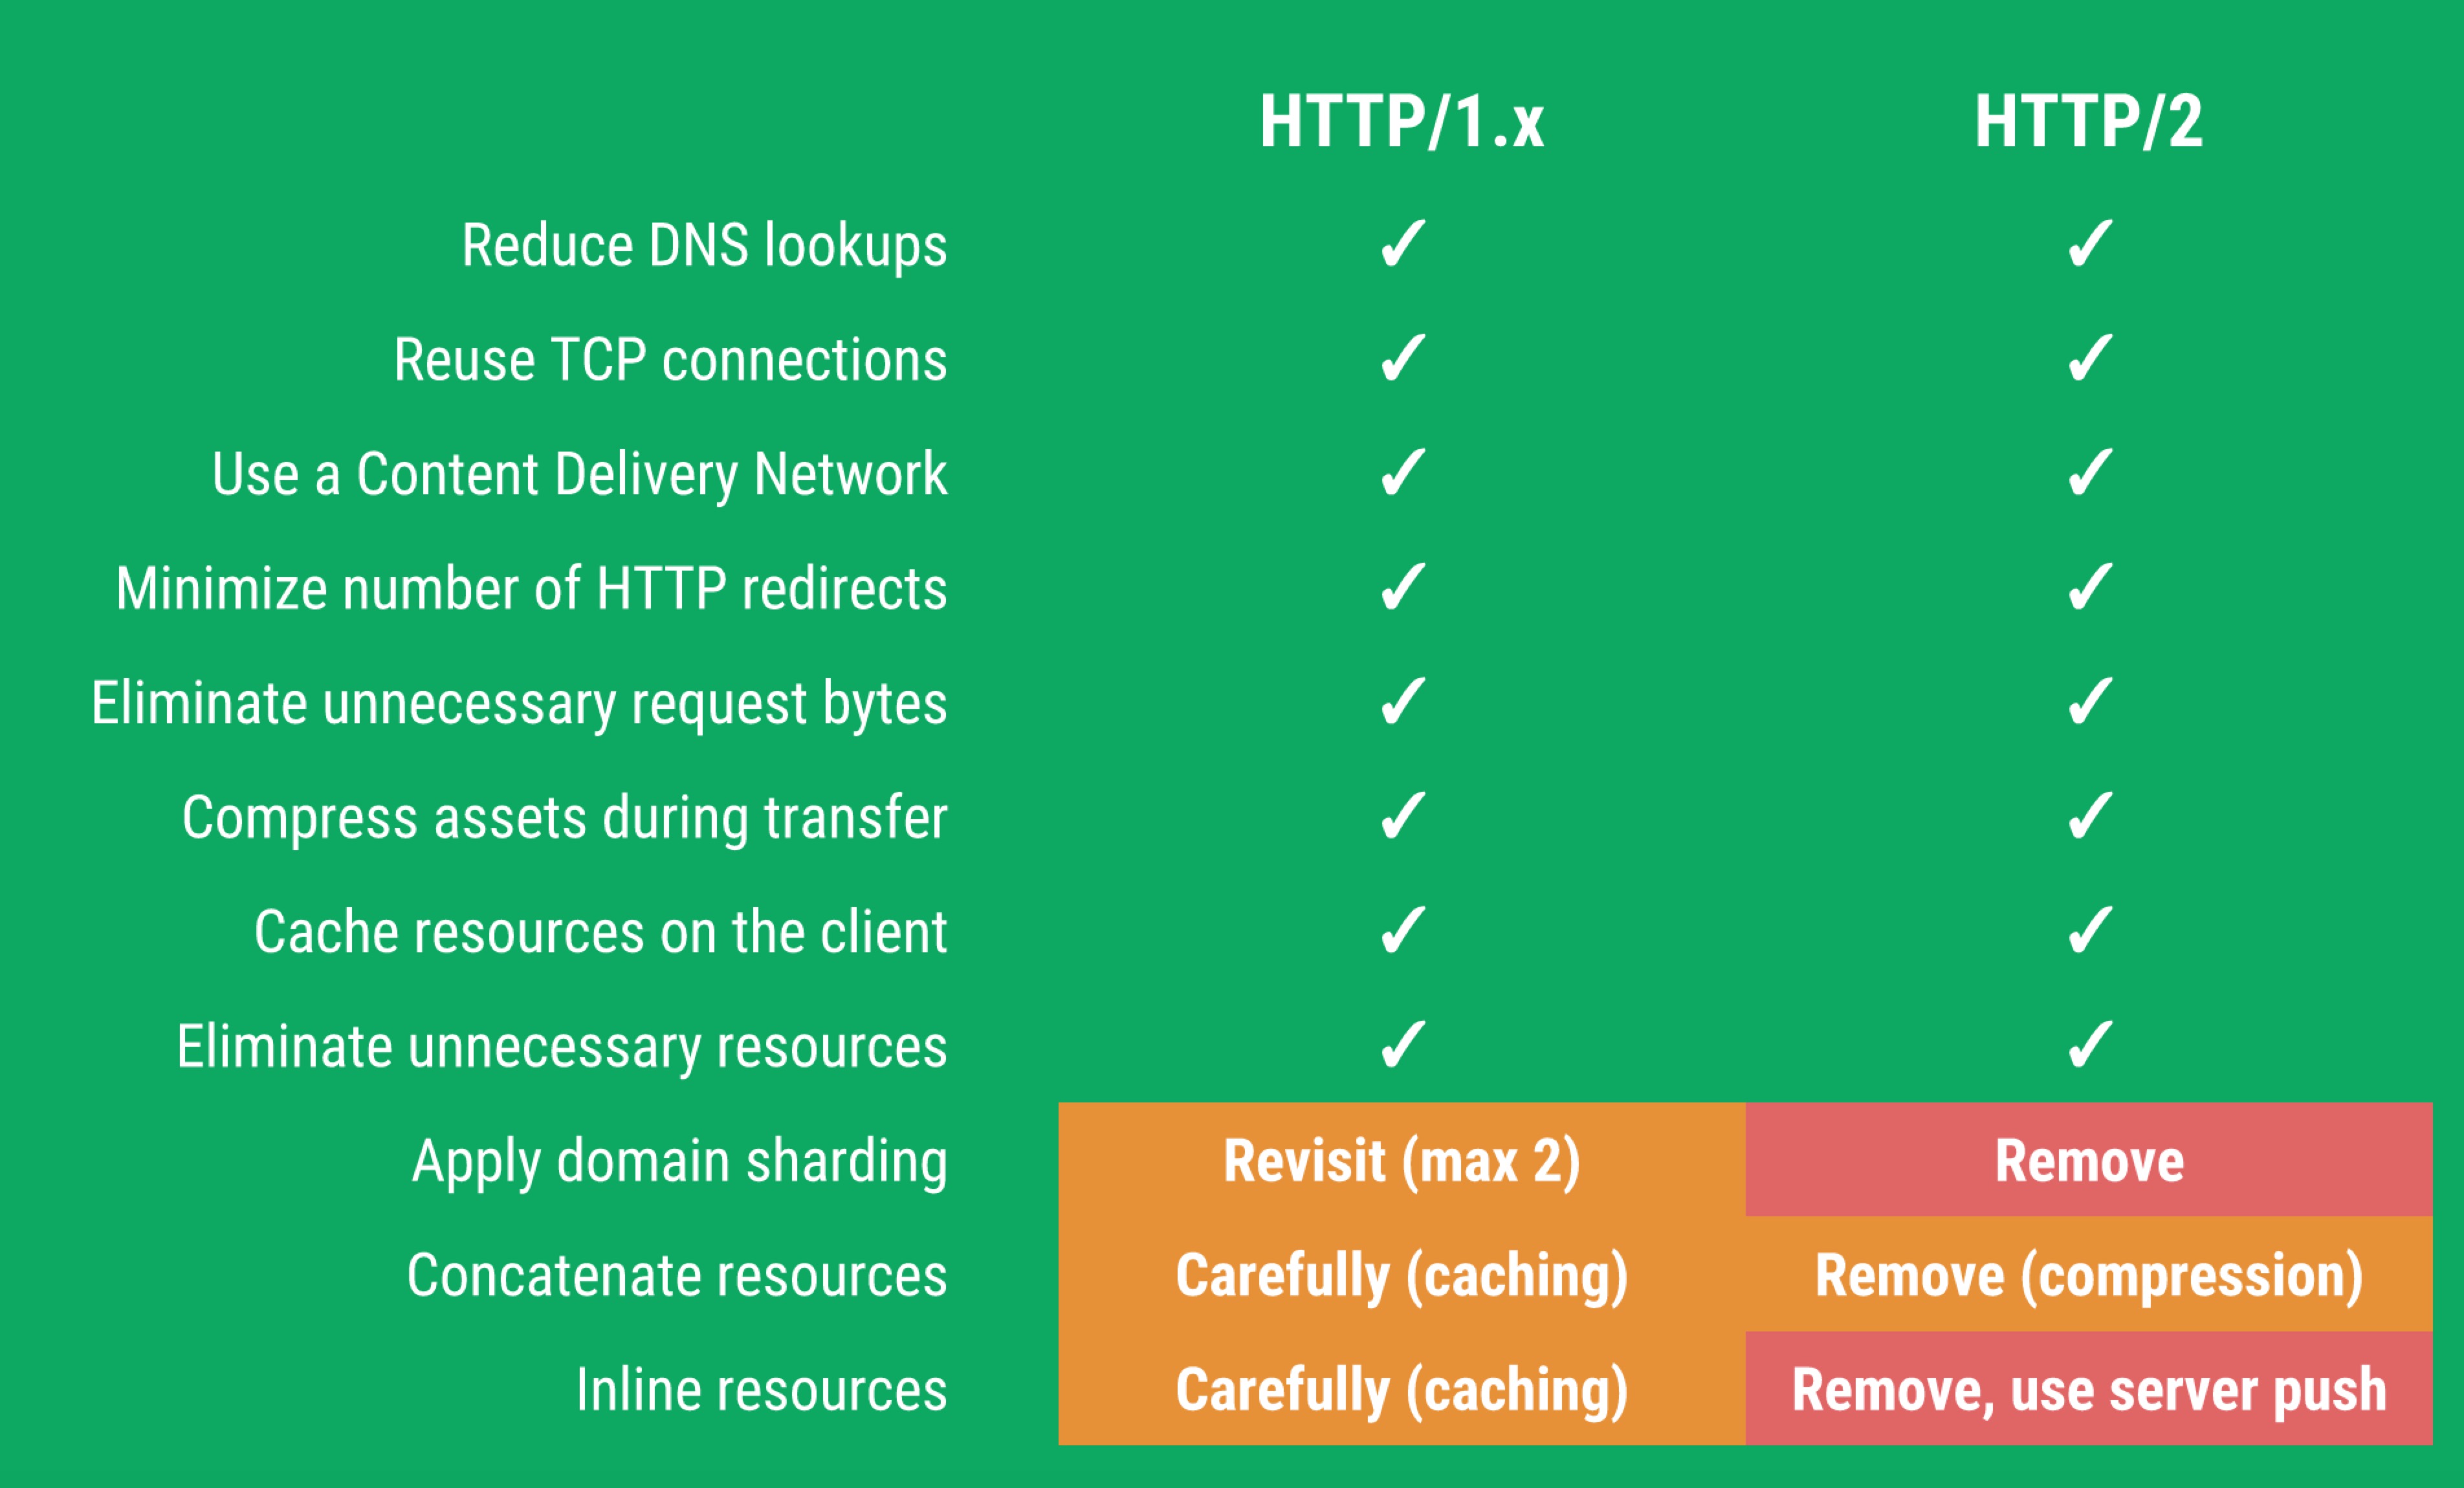 HTTP/1.x HTTP/2
Reduce DNS lookups ✓ ✓
Reuse TCP connections ✓ ✓
Use a Content Delivery Network ✓ ✓
Minimize number of HTTP redirects ✓ ✓
Eliminate unnecessary request bytes ✓ ✓
Compress assets during transfer ✓ ✓
Cache resources on the client ✓ ✓
Eliminate unnecessary resources ✓ ✓
Apply domain sharding Revisit (max 2) Remove
Concatenate resources Carefully (caching) Remove (compression)
Inline resources Carefully (caching) Remove, use server push